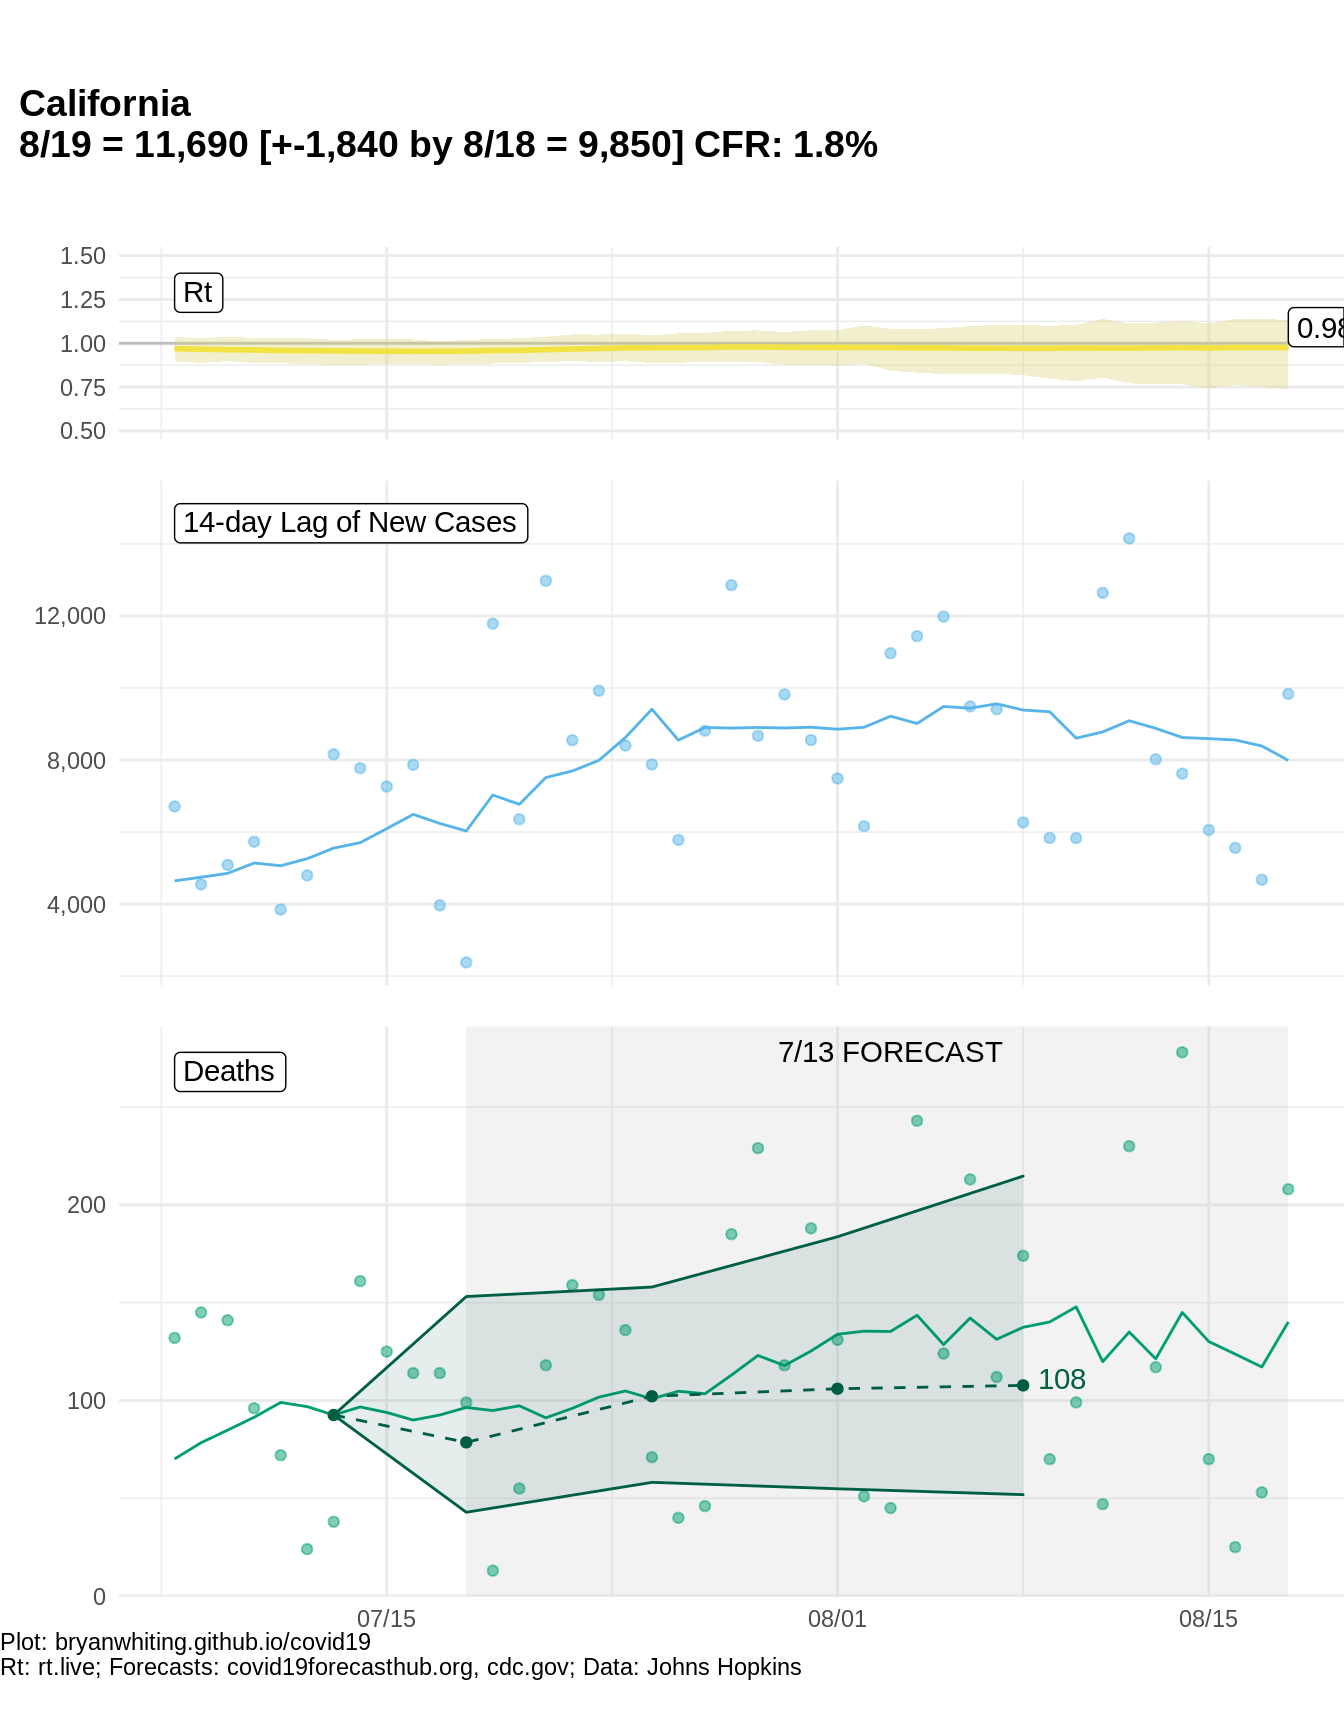 California
8/19 = 11,690 [+-1,840 by 8/18 = 9,850] CFR: 1.8%
1.50
1.25
1.00
0.75
0.50
Rt
0.98
14-day Lag of New Cases
12,000
8,000
4,000
Deaths
7/13 FORECAST
200
100
0
108
07/15
08/01
08/15
Plot: bryanwhiting.github.io/covid19
Rt: rt.live; Forecasts: covid19forecasthub.org, cdc.gov; Data: Johns Hopkins